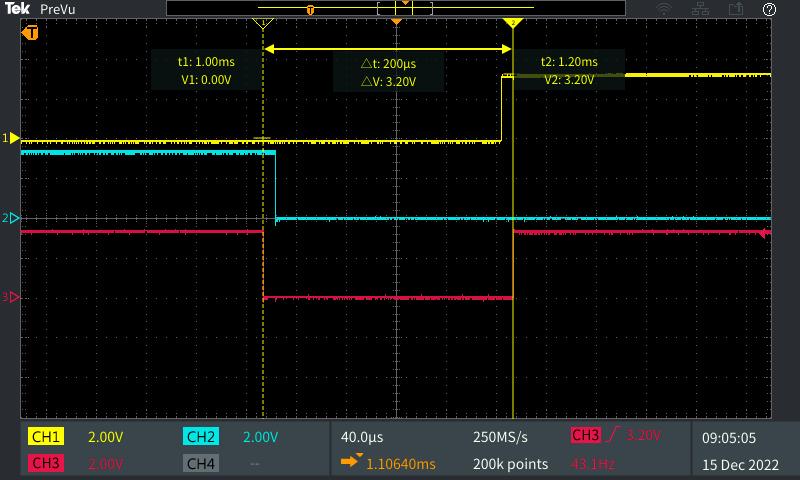 Tek PreVu
T
T
1 2
t1: 1.00ms
V1: 0.00V
△t: 200µs
△V: 3.20V
t2: 1.20ms
V2: 3.20V
1
2
3
CH1 2.00V CH2 2.00V 40.0µs 250MS/s CH3 3.20V 09:05:05
CH3 2.00V CH4 -- 1.10640ms 200k points 43.1Hz 15 Dec 2022